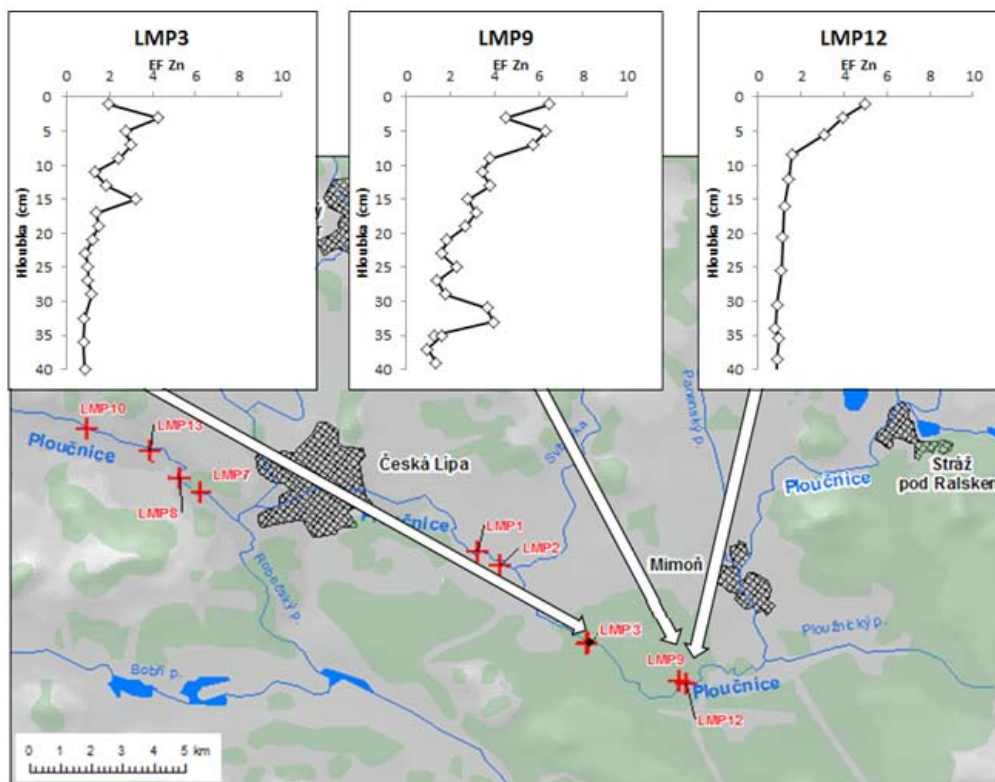 LMP3
EF Zn
0 2 4 6 8 10
0
5
10
15
20
25
30
35
40
Hloubka (cm)
LMP9
EF Zn
0 2 4 6 8 10
0
5
10
15
20
25
30
35
40
Hloubka (cm)
LMP12
EF Zn
0 2 4 6 8 10
0
5
10
15
20
25
30
35
40
Hloubka (cm)
LMP10
Ploučnice
LMP13
LMP7
LMP8
Česká Lípa
Ploučnice
LMP1
LMP2
Ploučnice
Stráž
pod Ralskem
Mimoň
Robečský p.
LMP3
Ploužnický p.
Bobří p.
LMP9
Ploučnice
LMP12
0 1 2 3 4 5 km